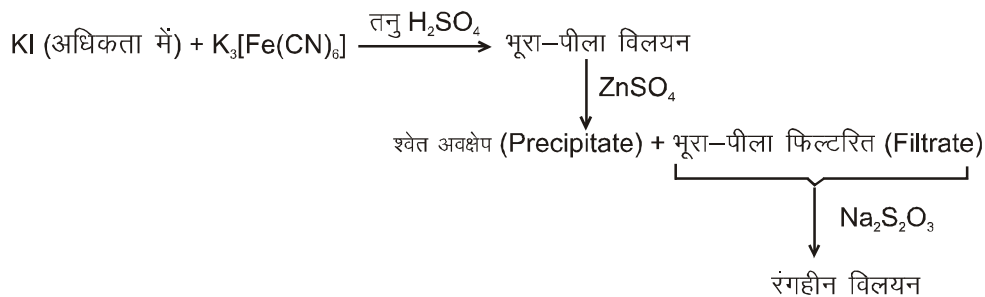 KI (अधिकता में) + K₃[Fe(CN)₆] तनु H₂SO₄ भूरा–पीला विलयन
ZnSO₄
श्वेत अवक्षेप (Precipitate) + भूरा–पीला फिल्टरित (Filtrate)
Na₂S₂O₃
रंगहीन विलयन